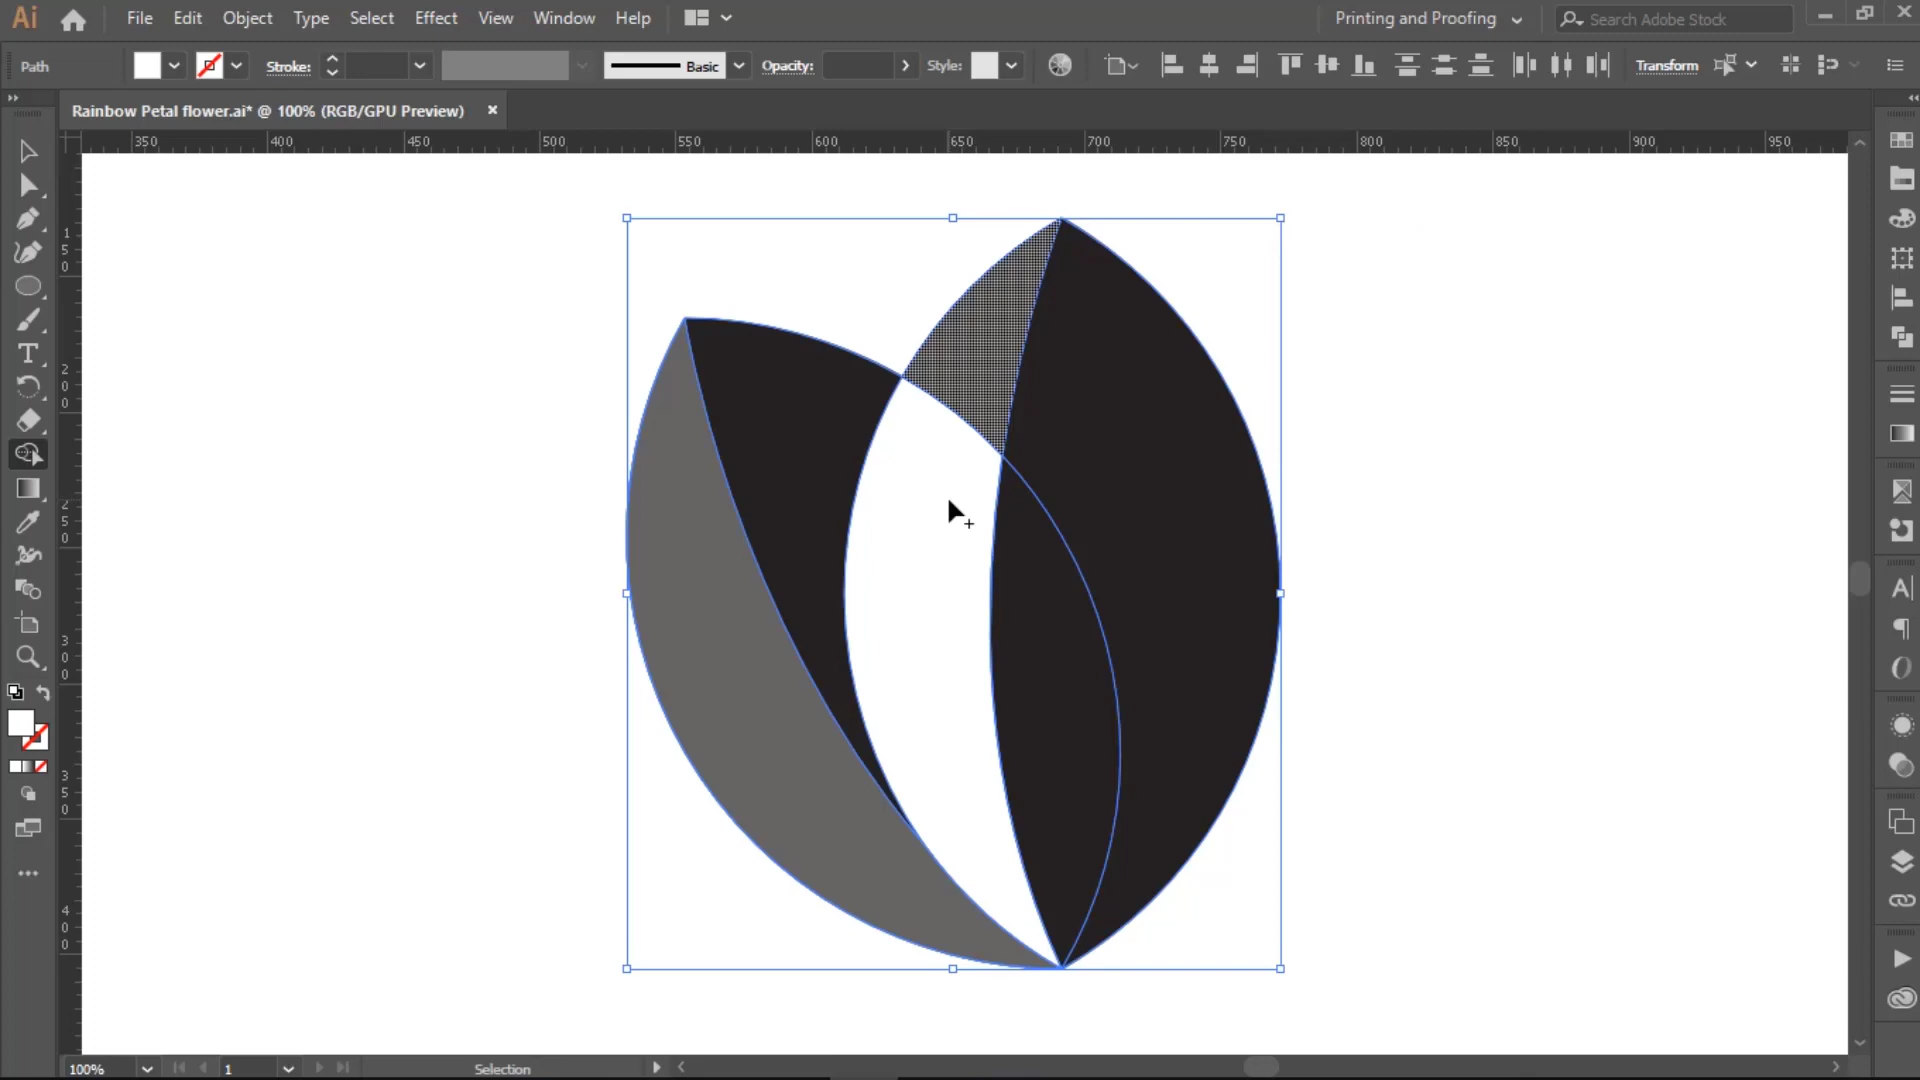 Ai File Edit Object Type Select Effect View Window Help Printing and Proofing Search Adobe Stock
Path Stroke: Basic Opacity: Style: Transform
Rainbow Petal flower.ai* @ 100% (RGB/GPU Preview) ×
350 400 450 500 550 600 650 700 750 800 850 900 950
150
200
250
300
350
400
100% 1 Selection